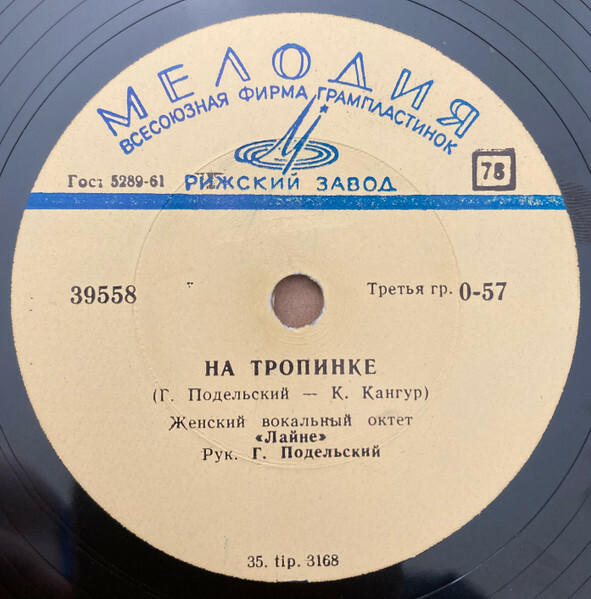 МЕЛОДИЯ
ВСЕСОЮЗНАЯ ФИРМА ГРАМПЛАСТИНОК
Гост 5289-61 РИЖСКИЙ ЗАВОД 78
39558 Третья гр. 0-57
НА ТРОПИНКЕ
(Г. Подельский — К. Кангур)
Женский вокальный октет
«Лайне»
Рук. Г. Подельский
35. tip. 3168